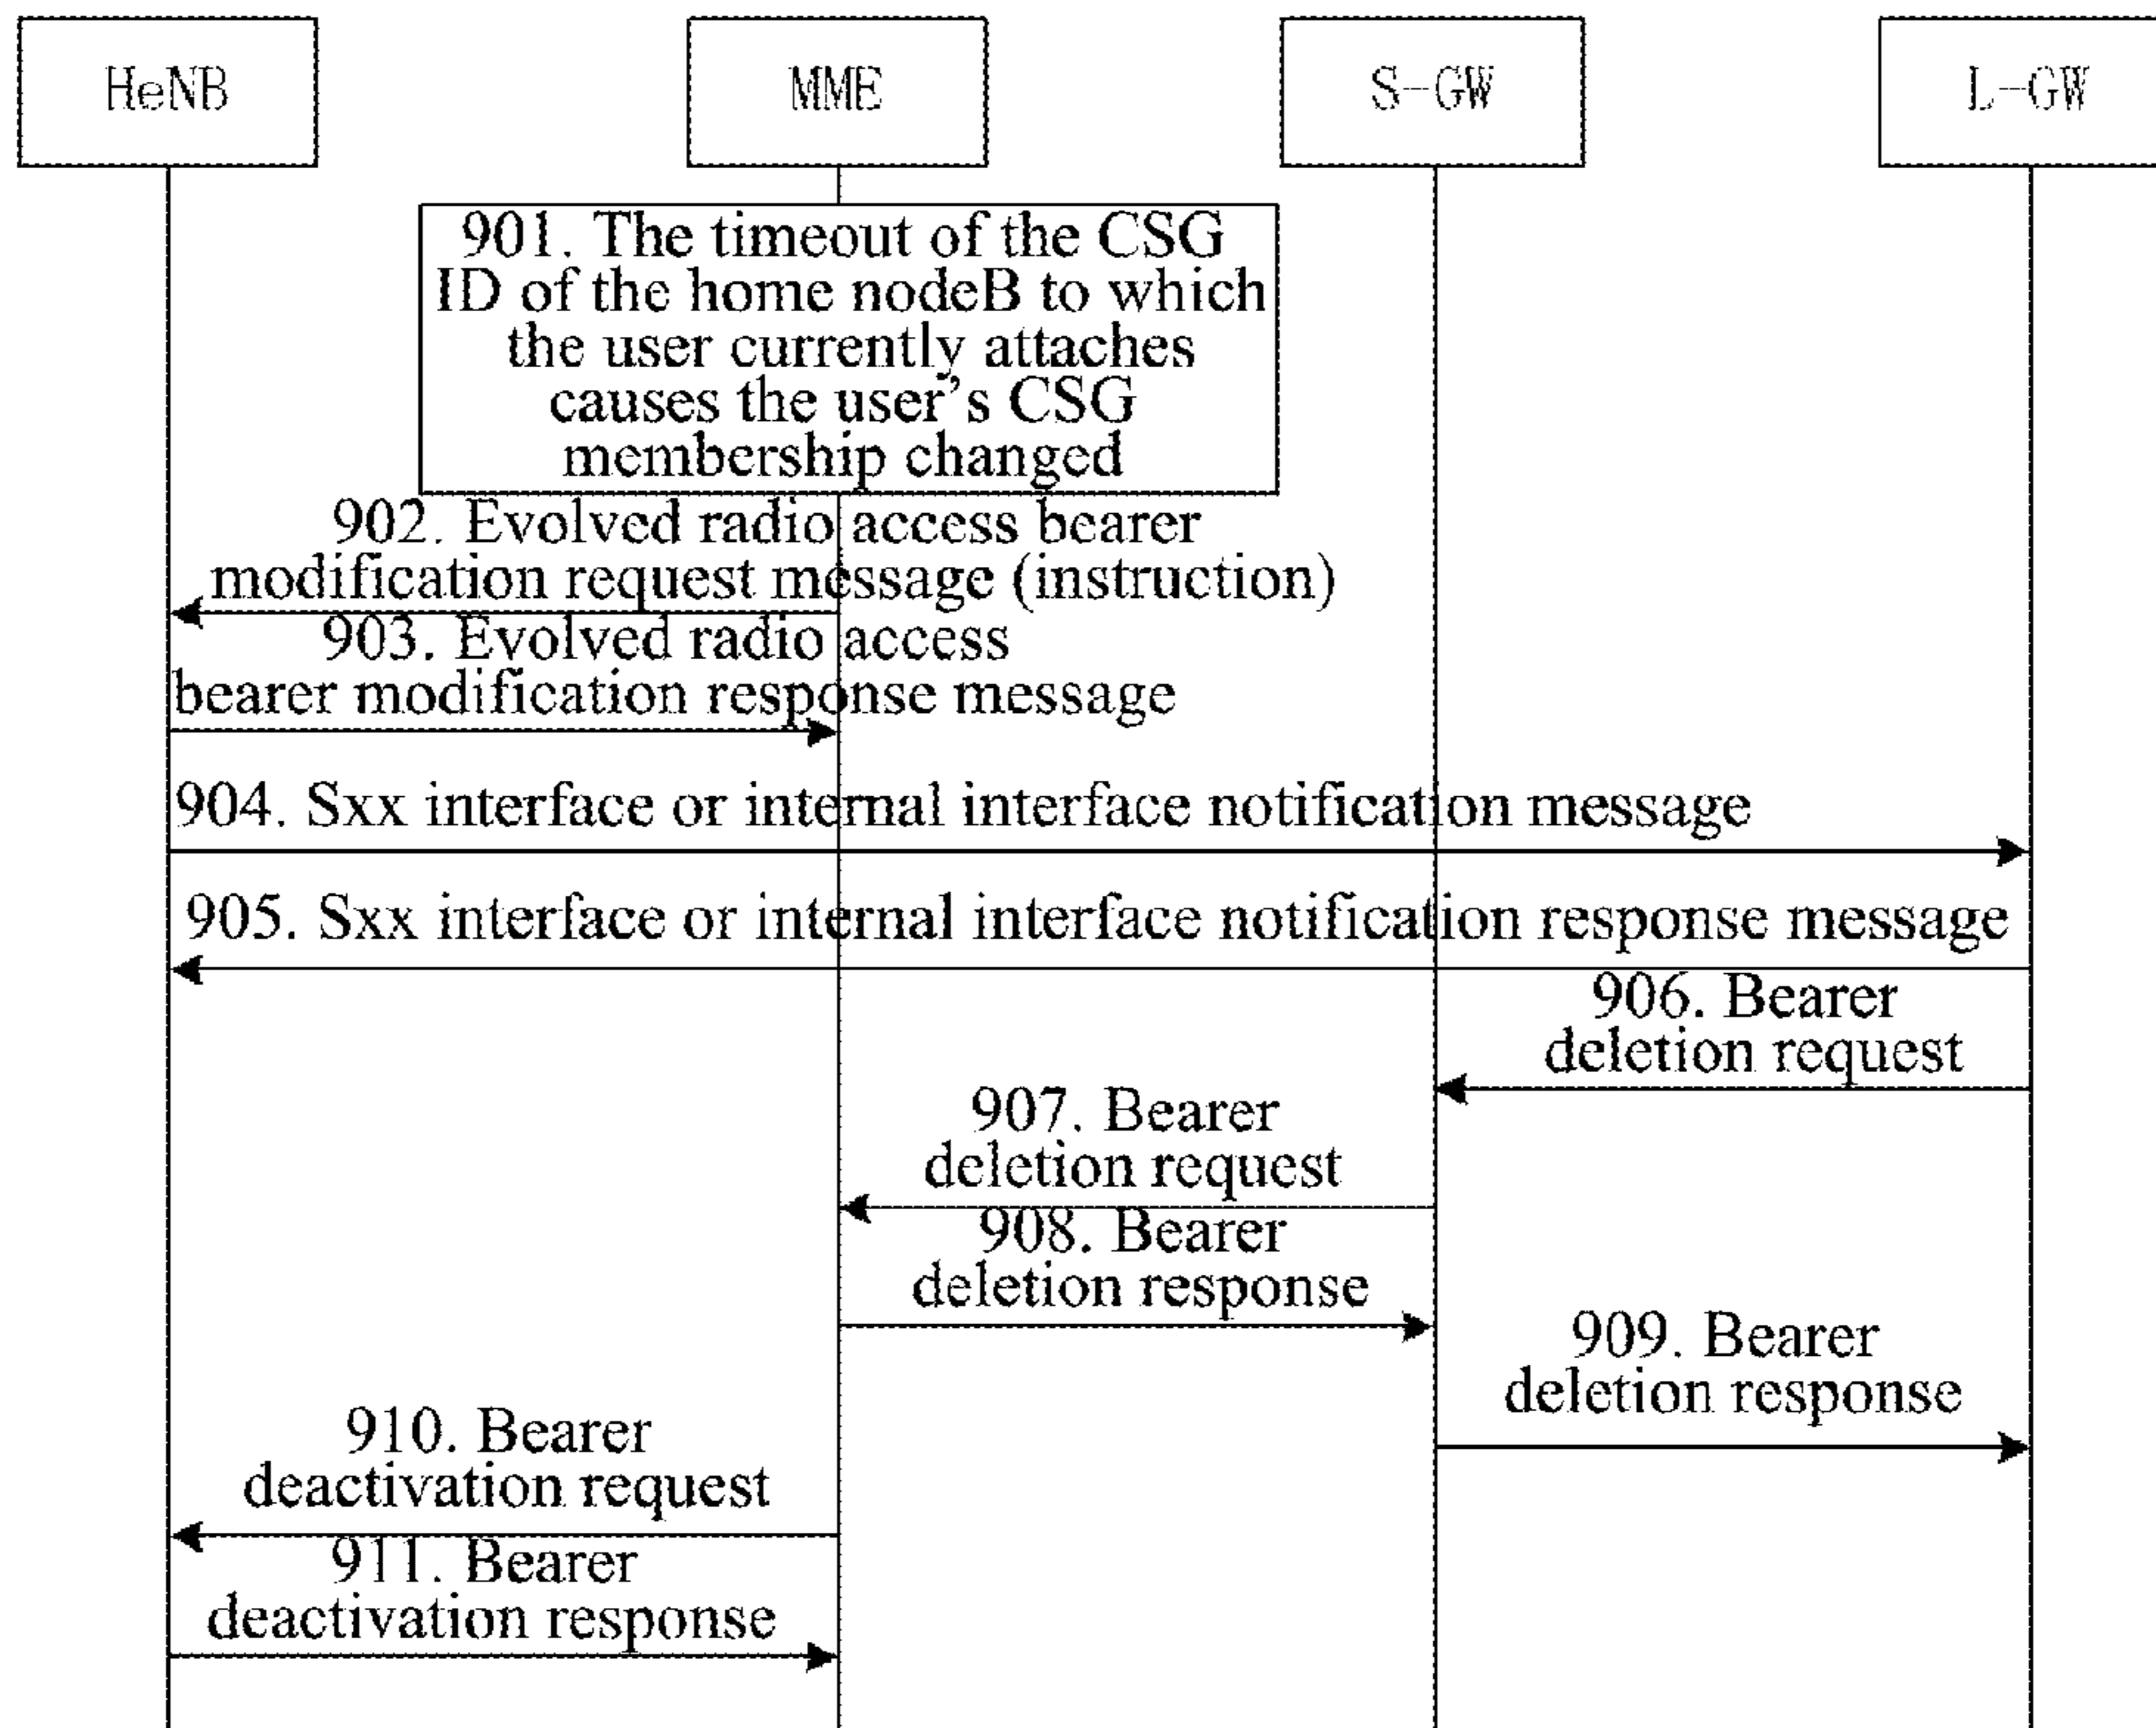 HeNB
MME
S-GW
L-GW
901. The timeout of the CSG
ID of the home nodeB to which
the user currently attaches
causes the user's CSG
membership changed
902. Evolved radio access bearer
modification request message (instruction)
903. Evolved radio access
bearer modification response message
904. Sxx interface or internal interface notification message
905. Sxx interface or internal interface notification response message
906. Bearer
deletion request
907. Bearer
deletion request
908. Bearer
deletion response
909. Bearer
deletion response
910. Bearer
deactivation request
911. Bearer
deactivation response